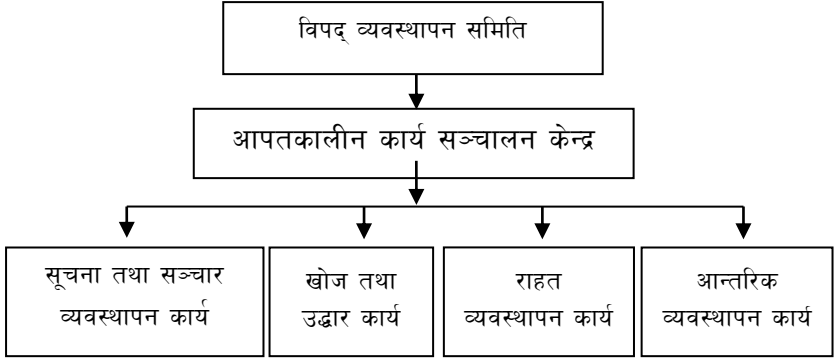 विपद् व्यवस्थापन समिति
आपतकालीन कार्य सञ्चालन केन्द्र
सूचना तथा सञ्चार
व्यवस्थापन कार्य
खोज तथा
उद्धार कार्य
राहत
व्यवस्थापन कार्य
आन्तरिक
व्यवस्थापन कार्य